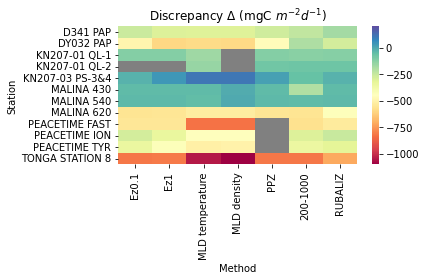 Discrepancy Δ (mgC m⁻²d⁻¹)
Station
D341 PAP
DY032 PAP
KN207-01 QL-1
KN207-01 QL-2
KN207-03 PS-3&4
MALINA 430
MALINA 540
MALINA 620
PEACETIME FAST
PEACETIME ION
PEACETIME TYR
TONGA STATION 8
Ez0.1
Ez1
MLD temperature
MLD density
PPZ
200-1000
RUBALIZ
Method
0
−250
−500
−750
−1000